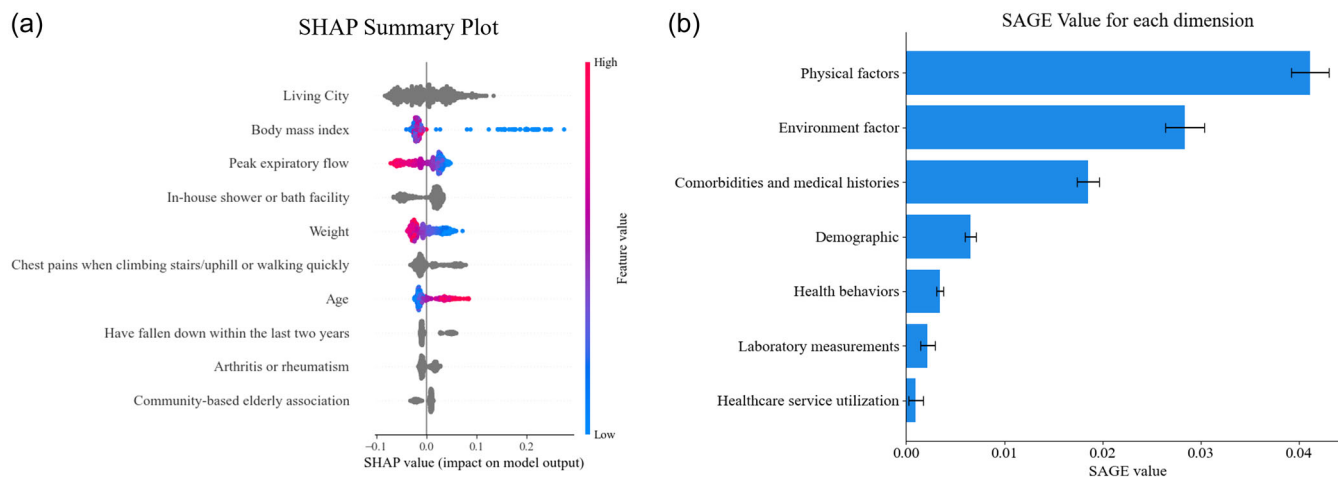 (a)
SHAP Summary Plot
High
Living City
Body mass index
Peak expiratory flow
In-house shower or bath facility
Weight
Chest pains when climbing stairs/uphill or walking quickly
Age
Have fallen down within the last two years
Arthritis or rheumatism
Community-based elderly association
Feature value
Low
−0.1 0.0 0.1 0.2
SHAP value (impact on model output)
(b)
SAGE Value for each dimension
Physical factors
Environment factor
Comorbidities and medical histories
Demographic
Health behaviors
Laboratory measurements
Healthcare service utilization
0.00 0.01 0.02 0.03 0.04
SAGE value